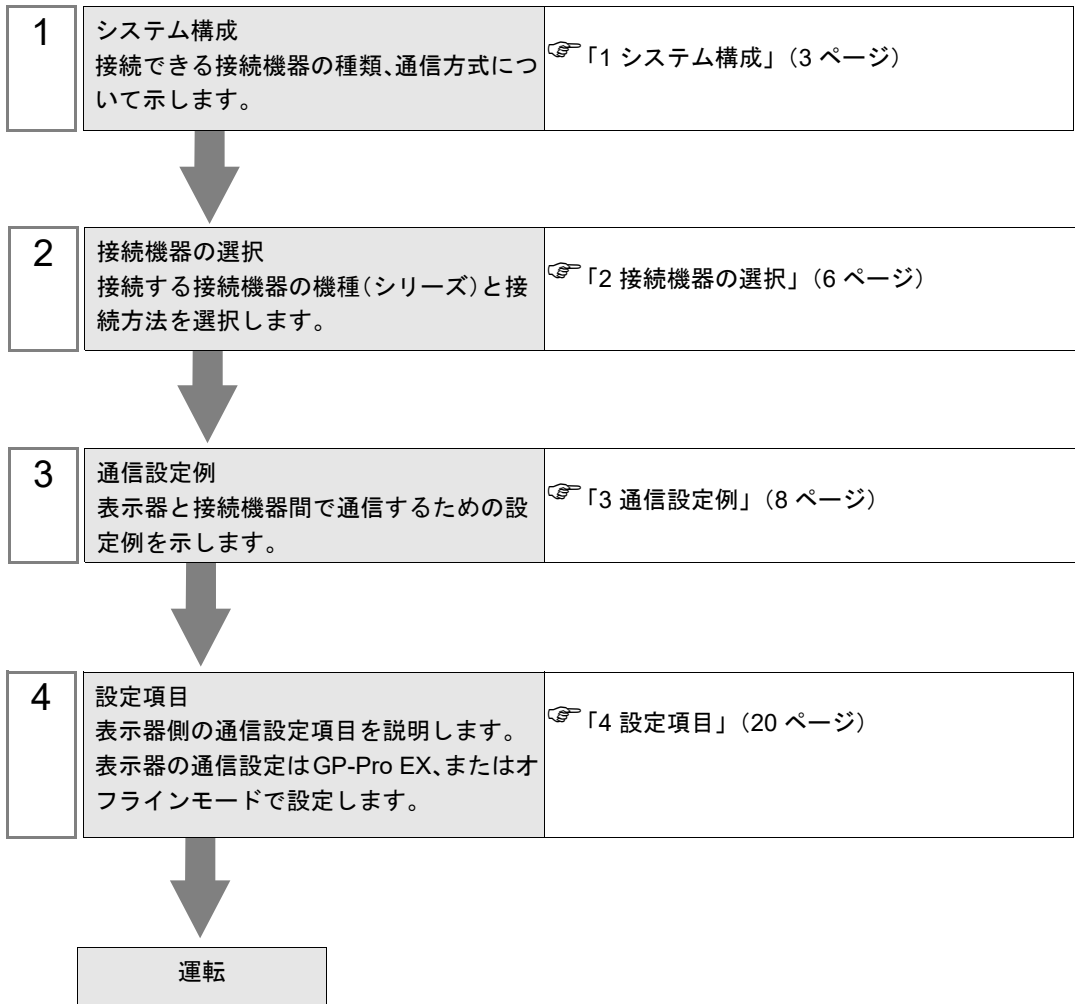 1
システム構成
接続できる接続機器の種類、通信方式につ
いて示します。
☞「1 システム構成」（3 ページ）
2
接続機器の選択
接続する接続機器の機種（シリーズ）と接
続方法を選択します。
☞「2 接続機器の選択」（6 ページ）
3
通信設定例
表示器と接続機器間で通信するための設
定例を示します。
☞「3 通信設定例」（8 ページ）
4
設定項目
表示器側の通信設定項目を説明します。
表示器の通信設定はGP-Pro EX、またはオ
フラインモードで設定します。
☞「4 設定項目」（20 ページ）
運転